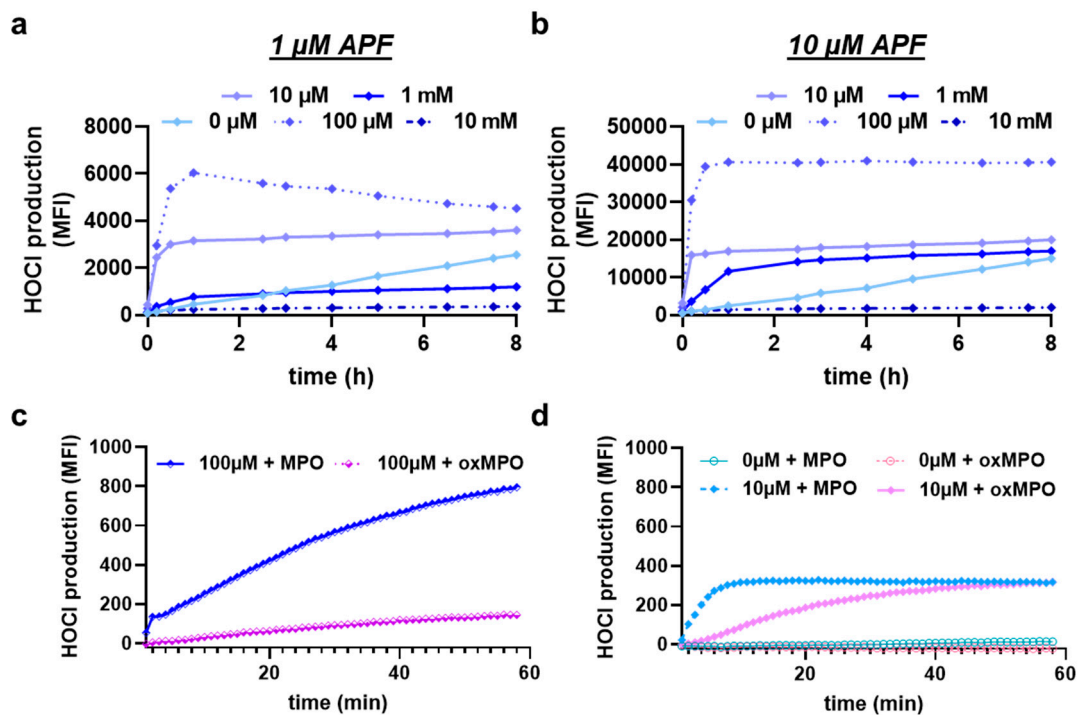 a
1 µM APF
10 µM 1 mM
0 µM 100 µM 10 mM
8000
6000
4000
2000
0
HOCl production
(MFI)
0 2 4 6 8
time (h)
b
10 µM APF
10 µM 1 mM
0 µM 100 µM 10 mM
50000
40000
30000
20000
10000
0
HOCl production
(MFI)
0 2 4 6 8
time (h)
c
100µM + MPO 100µM + oxMPO
1000
800
600
400
200
0
HOCl production (MFI)
20 40 60
time (min)
d
0µM + MPO 0µM + oxMPO
10µM + MPO 10µM + oxMPO
1000
800
600
400
200
0
HOCl production (MFI)
20 40 60
time (min)